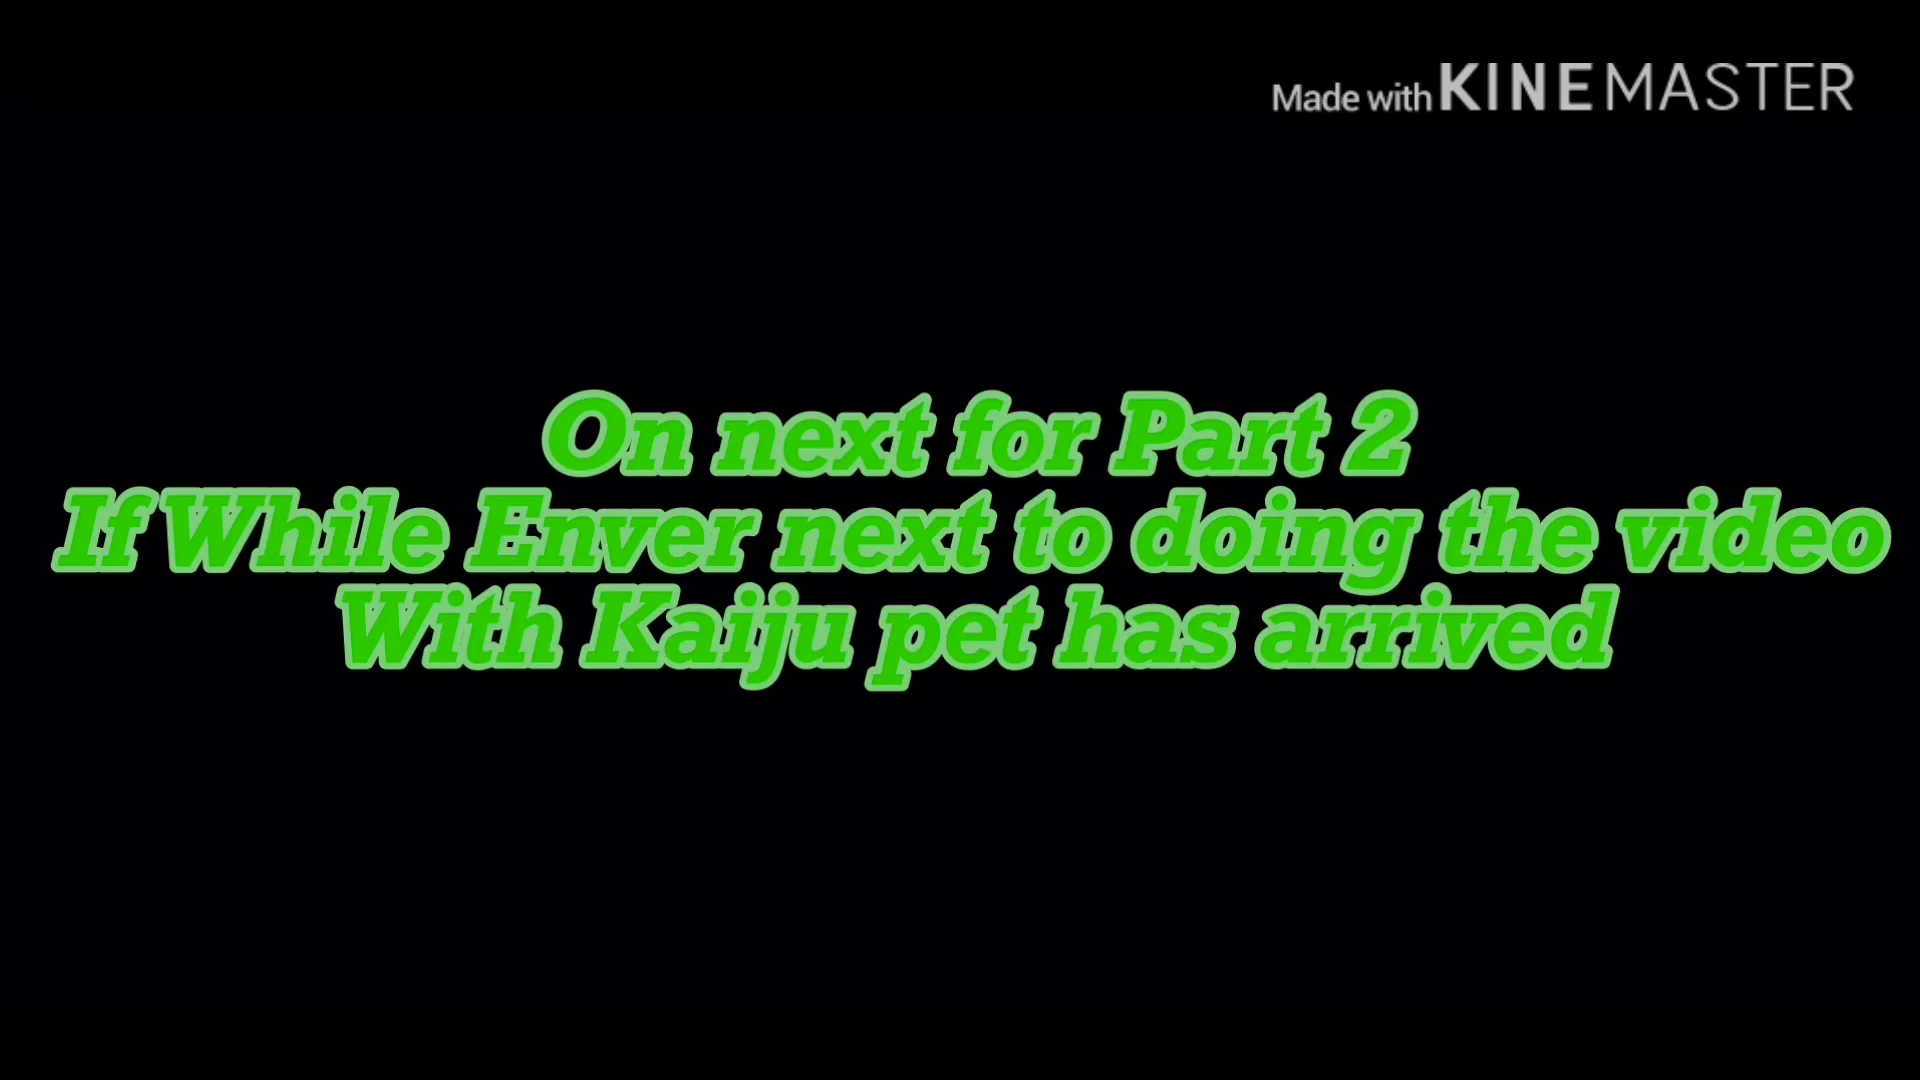 Made with KINEMASTER
On next for Part 2
If While Enver next to doing the video
With Kaiju pet has arrived